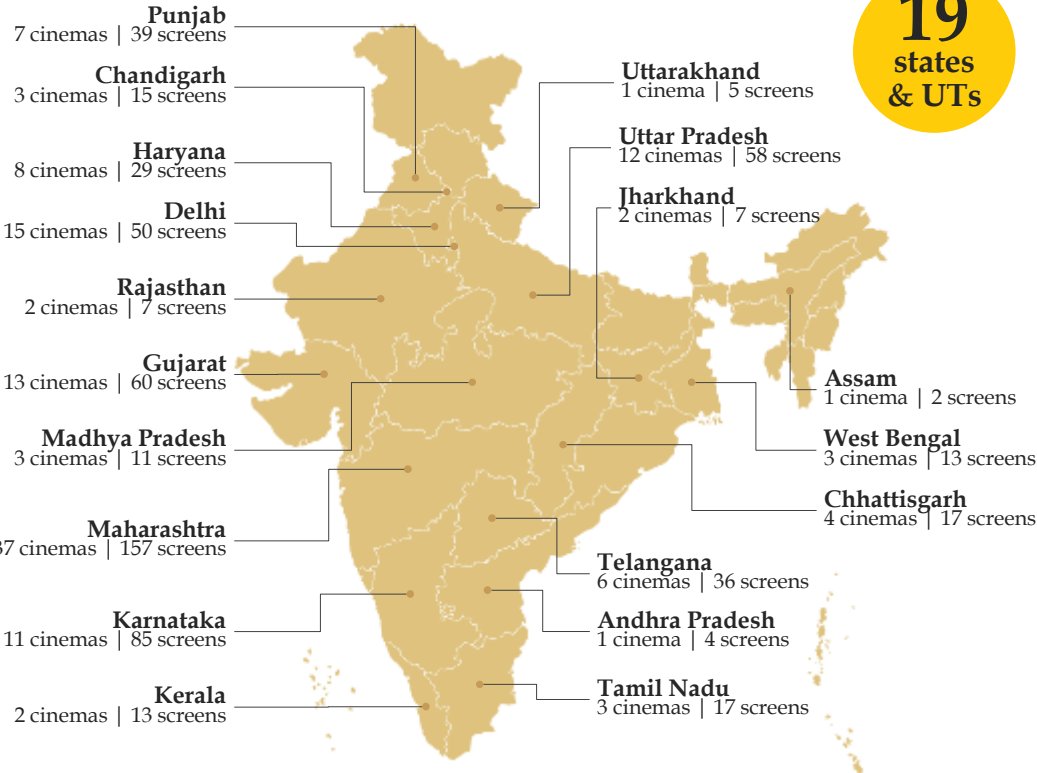 Punjab
7 cinemas | 39 screens
Chandigarh
3 cinemas | 15 screens
Haryana
8 cinemas | 29 screens
Delhi
15 cinemas | 50 screens
Rajasthan
2 cinemas | 7 screens
Gujarat
13 cinemas | 60 screens
Madhya Pradesh
3 cinemas | 11 screens
Maharashtra
37 cinemas | 157 screens
Karnataka
11 cinemas | 85 screens
Kerala
2 cinemas | 13 screens
19
states
& UTs
Uttarakhand
1 cinema | 5 screens
Uttar Pradesh
12 cinemas | 58 screens
Jharkhand
2 cinemas | 7 screens
Assam
1 cinema | 2 screens
West Bengal
3 cinemas | 13 screens
Chhattisgarh
4 cinemas | 17 screens
Telangana
6 cinemas | 36 screens
Andhra Pradesh
1 cinema | 4 screens
Tamil Nadu
3 cinemas | 17 screens